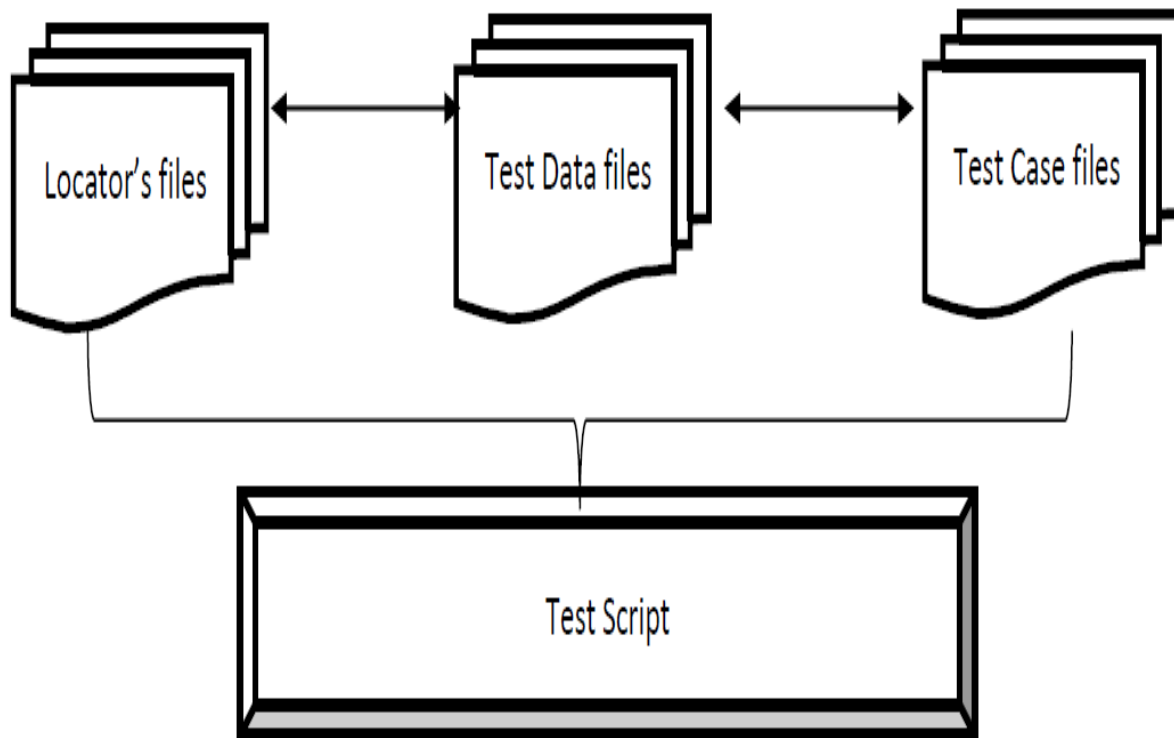 Locator’s files
Test Data files
Test Case files
Test Script